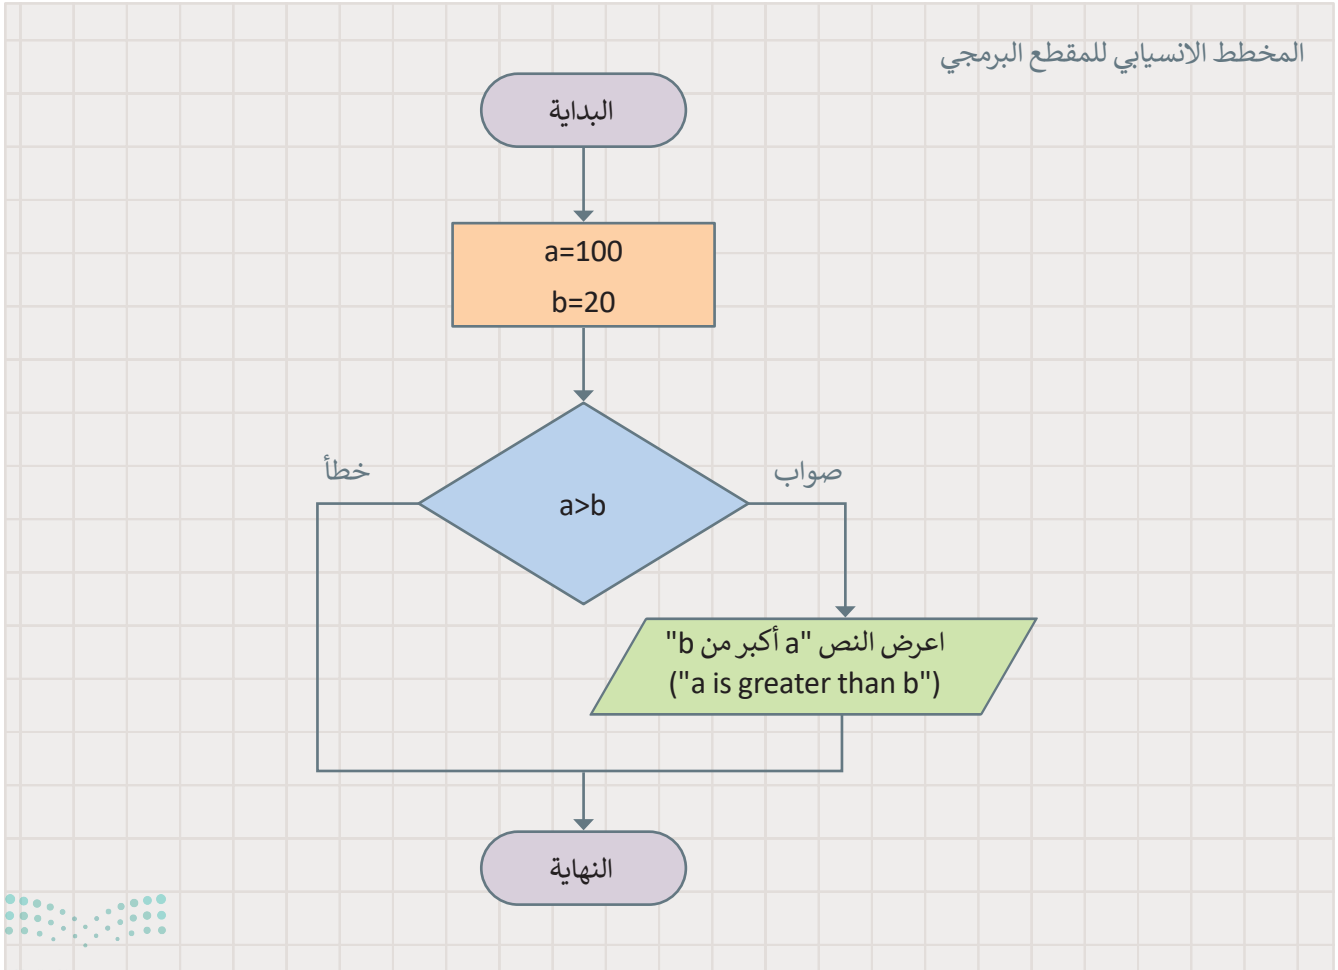 المخطط الانسيابي للمقطع البرمجي
البداية
a=100
b=20
a>b
صواب
خطأ
اعرض النص "a أكبر من b"
("a is greater than b")
النهاية